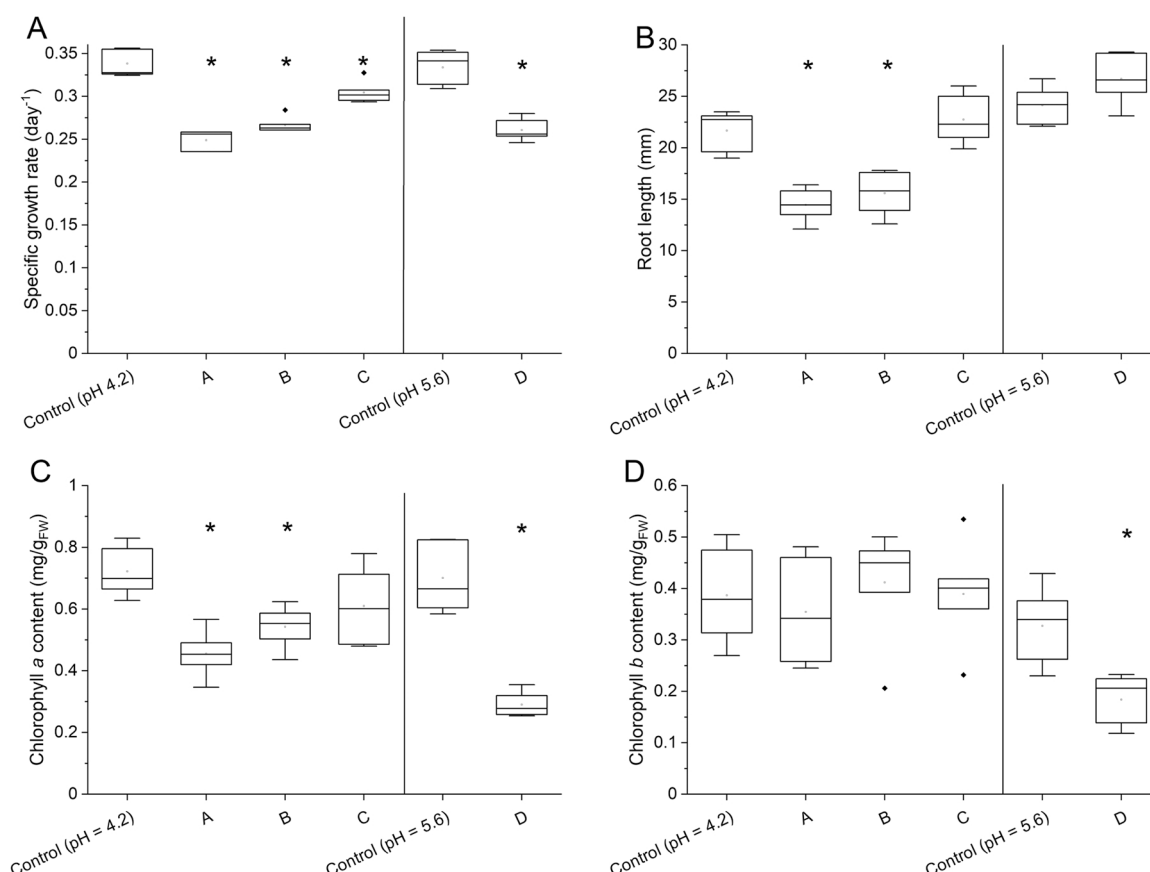 A
Specific growth rate (day⁻¹)
0.35
0.3
0.25
0.2
0.15
0.1
0.05
0
* * * *
Control (pH 4.2) A B C Control (pH 5.6) D
B
Root length (mm)
30
25
20
15
10
5
0
* *
Control (pH = 4.2) A B C Control (pH = 5.6) D
C
Chlorophyll a content (mg/gFW)
1
0.8
0.6
0.4
0.2
0
* * *
Control (pH = 4.2) A B C Control (pH = 5.6) D
D
Chlorophyll b content (mg/gFW)
0.6
0.5
0.4
0.3
0.2
0.1
0
*
Control (pH = 4.2) A B C Control (pH = 5.6) D